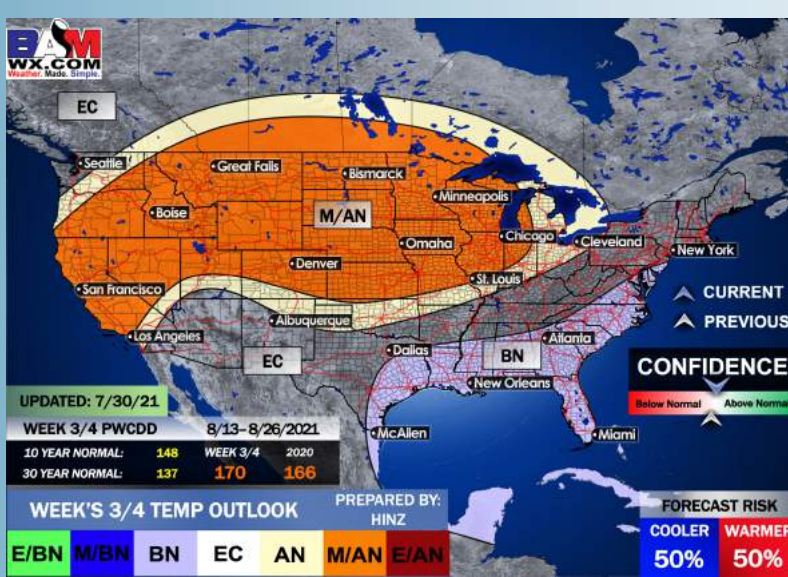 BAM
WX.COM
Weather. Made. Simple.
EC
Seattle
Great Falls
Bismarck
Minneapolis
Boise
M/AN
Omaha
Chicago
Cleveland
New York
Denver
St. Louis
San Francisco
CURRENT
PREVIOUS
Los Angeles
Albuquerque
EC
Dallas
BN
Atlanta
New Orleans
McAllen
Miami
CONFIDENCE
Below Normal Above Norma
UPDATED: 7/30/21
WEEK 3/4 PWCDD 8/13-8/26/2021
10 YEAR NORMAL: 148 WEEK 3/4 2020
30 YEAR NORMAL: 137 170 166
WEEK'S 3/4 TEMP OUTLOOK
PREPARED BY:
HINZ
E/BN M/BN BN EC AN M/AN E/AN
FORECAST RISK
COOLER WARMER
50% 50%